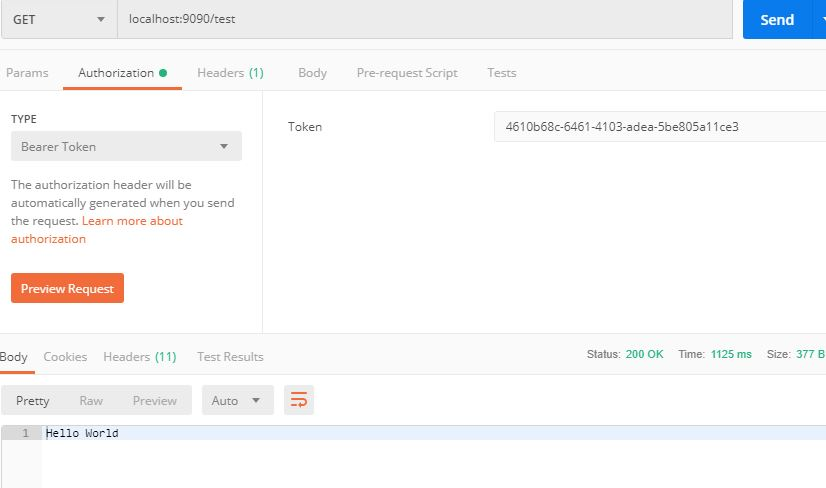 GET localhost:9090/test Send
Params Authorization Headers (1) Body Pre-request Script Tests
TYPE
Bearer Token
The authorization header will be
automatically generated when you send
the request. Learn more about
authorization
Preview Request
Token 4610b68c-6461-4103-adea-5be805a11ce3
Body Cookies Headers (11) Test Results Status: 200 OK Time: 1125 ms Size: 377 B
Pretty Raw Preview Auto
1 Hello World